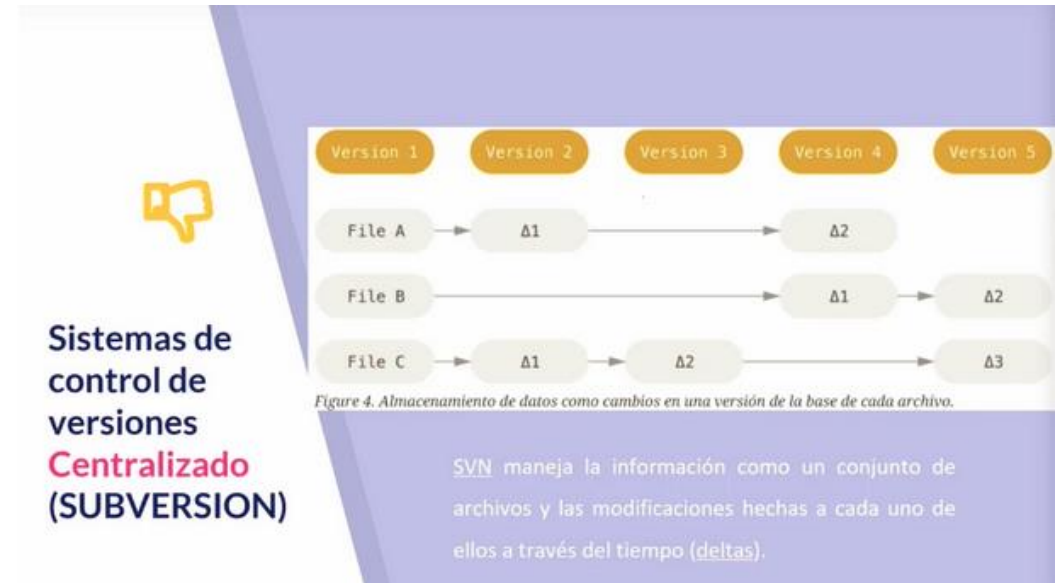 Sistemas de
control de
versiones
Centralizado
(SUBVERSION)
Version 1 Version 2 Version 3 Version 4 Version 5
File A Δ1 Δ2
File B Δ1 Δ2
File C Δ1 Δ2 Δ3
Figure 4. Almacenamiento de datos como cambios en una versión de la base de cada archivo.
SVN maneja la información como un conjunto de
archivos y las modificaciones hechas a cada uno de
ellos a través del tiempo (deltas).